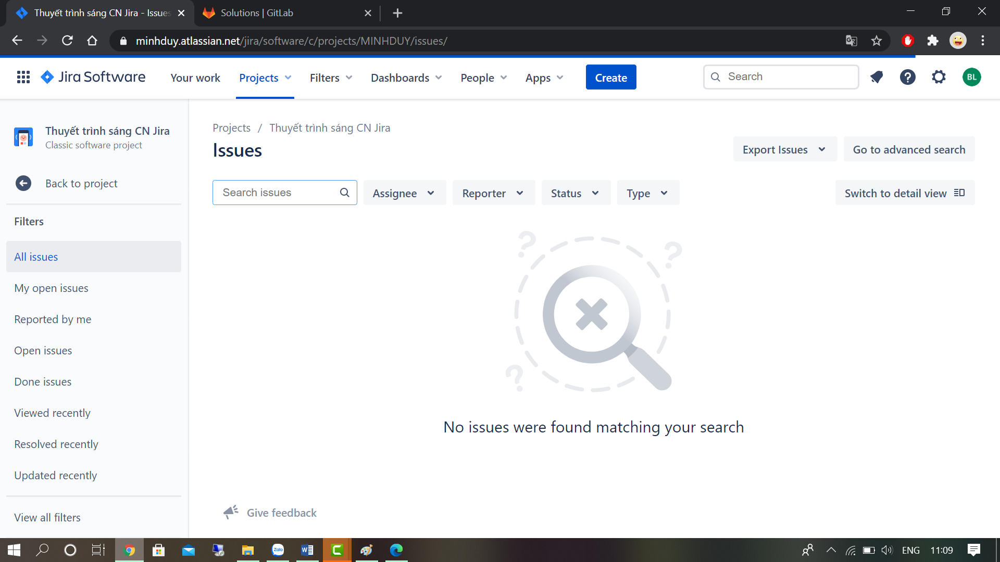 Thuyết trình sáng CN Jira - Issues
Solutions | GitLab
minhduy.atlassian.net/jira/software/c/projects/MINHDUY/issues/
Jira Software
Your work
Projects
Filters
Dashboards
People
Apps
Create
Search
BL
Thuyết trình sáng CN Jira
Classic software project
Back to project
Filters
All issues
My open issues
Reported by me
Open issues
Done issues
Viewed recently
Resolved recently
Updated recently
View all filters
Projects / Thuyết trình sáng CN Jira
Issues
Export Issues
Go to advanced search
Search issues
Assignee
Reporter
Status
Type
Switch to detail view
No issues were found matching your search
Give feedback
Zalo
ENG
11:09